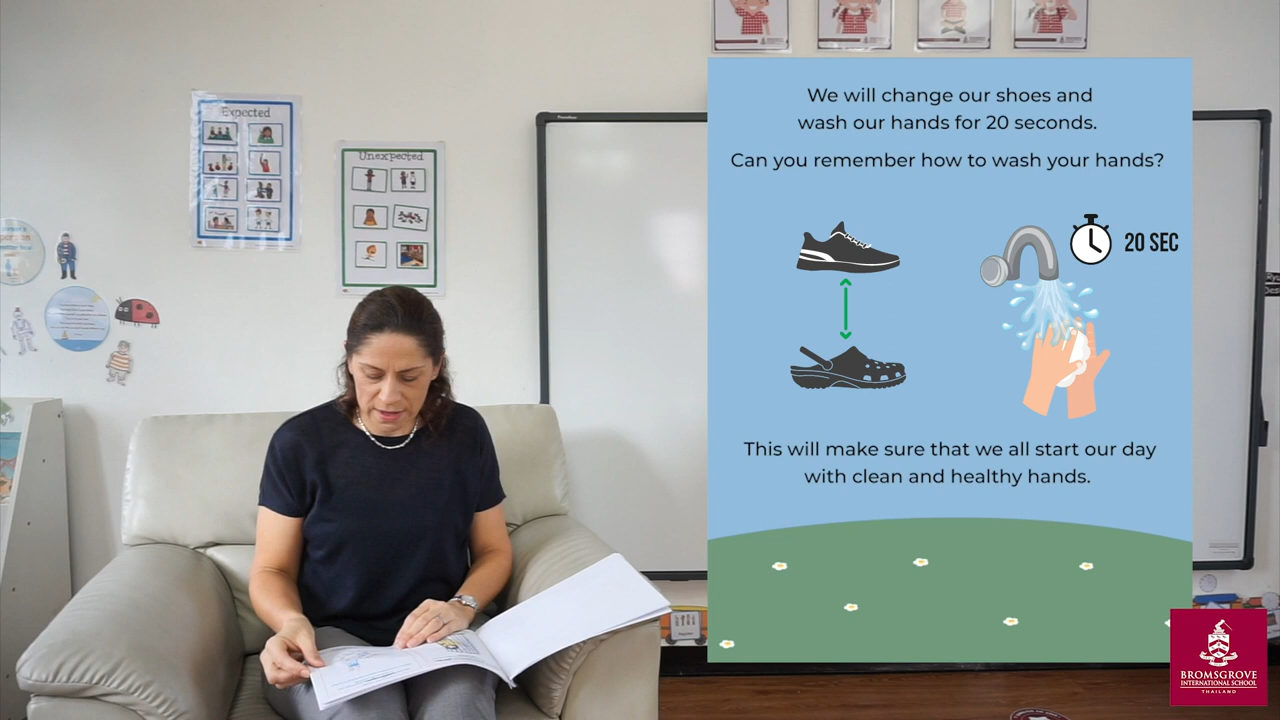 Expected
Unexpected
We will change our shoes and
wash our hands for 20 seconds.
Can you remember how to wash your hands?
20 SEC
This will make sure that we all start our day
with clean and healthy hands.
BROMSGROVE
INTERNATIONAL SCHOOL
THAILAND